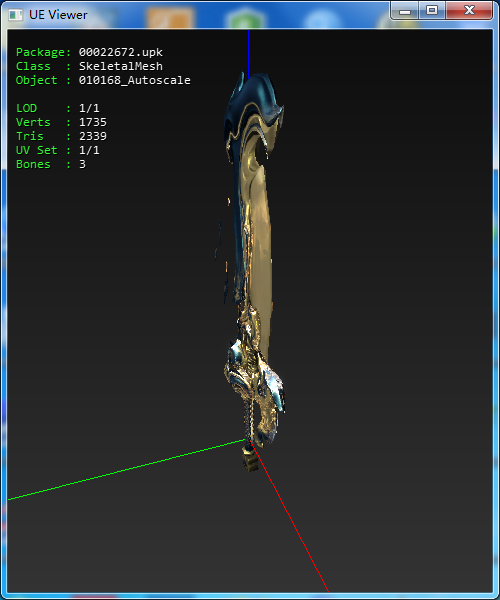 UE Viewer
Package: 00022672.upk
Class : SkeletalMesh
Object : 010168_Autoscale
LOD : 1/1
Verts : 1735
Tris : 2339
UV Set : 1/1
Bones : 3